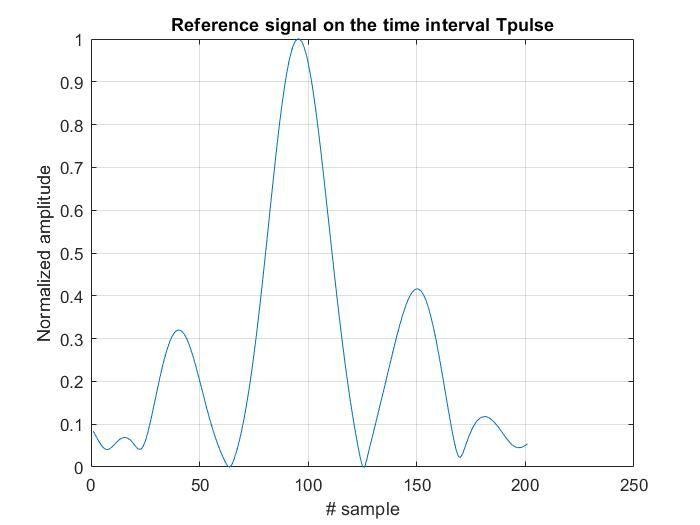 Reference signal on the time interval Tpulse
1
0.9
0.8
0.7
0.6
0.5
0.4
0.3
0.2
0.1
0
Normalized amplitude
0 50 100 150 200 250
# sample